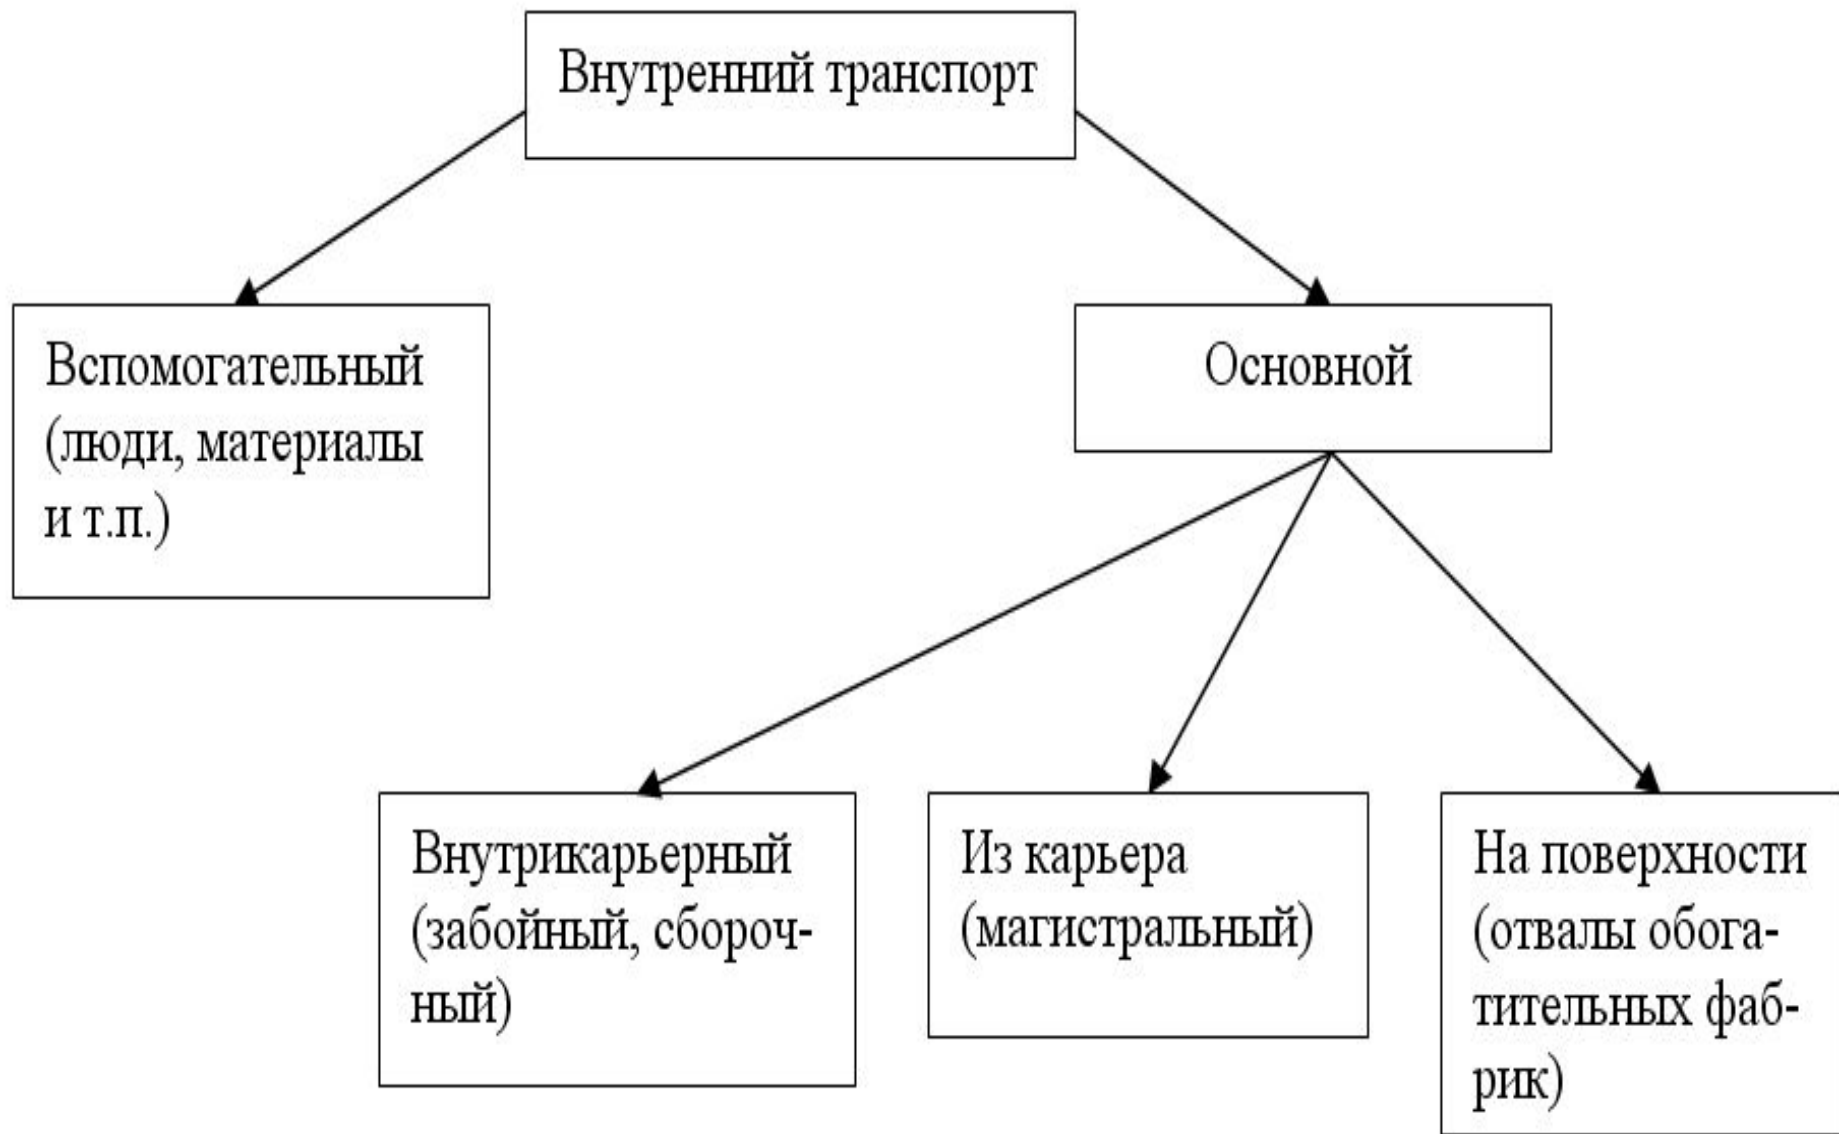 Внутренний транспорт
Вспомогательный
(люди, материалы
и т.п.)
Основной
Внутрикарьерный
(забойный, сбороч-
ный)
Из карьера
(магистральный)
На поверхности
(отвалы обога-
тительных фаб-
рик)